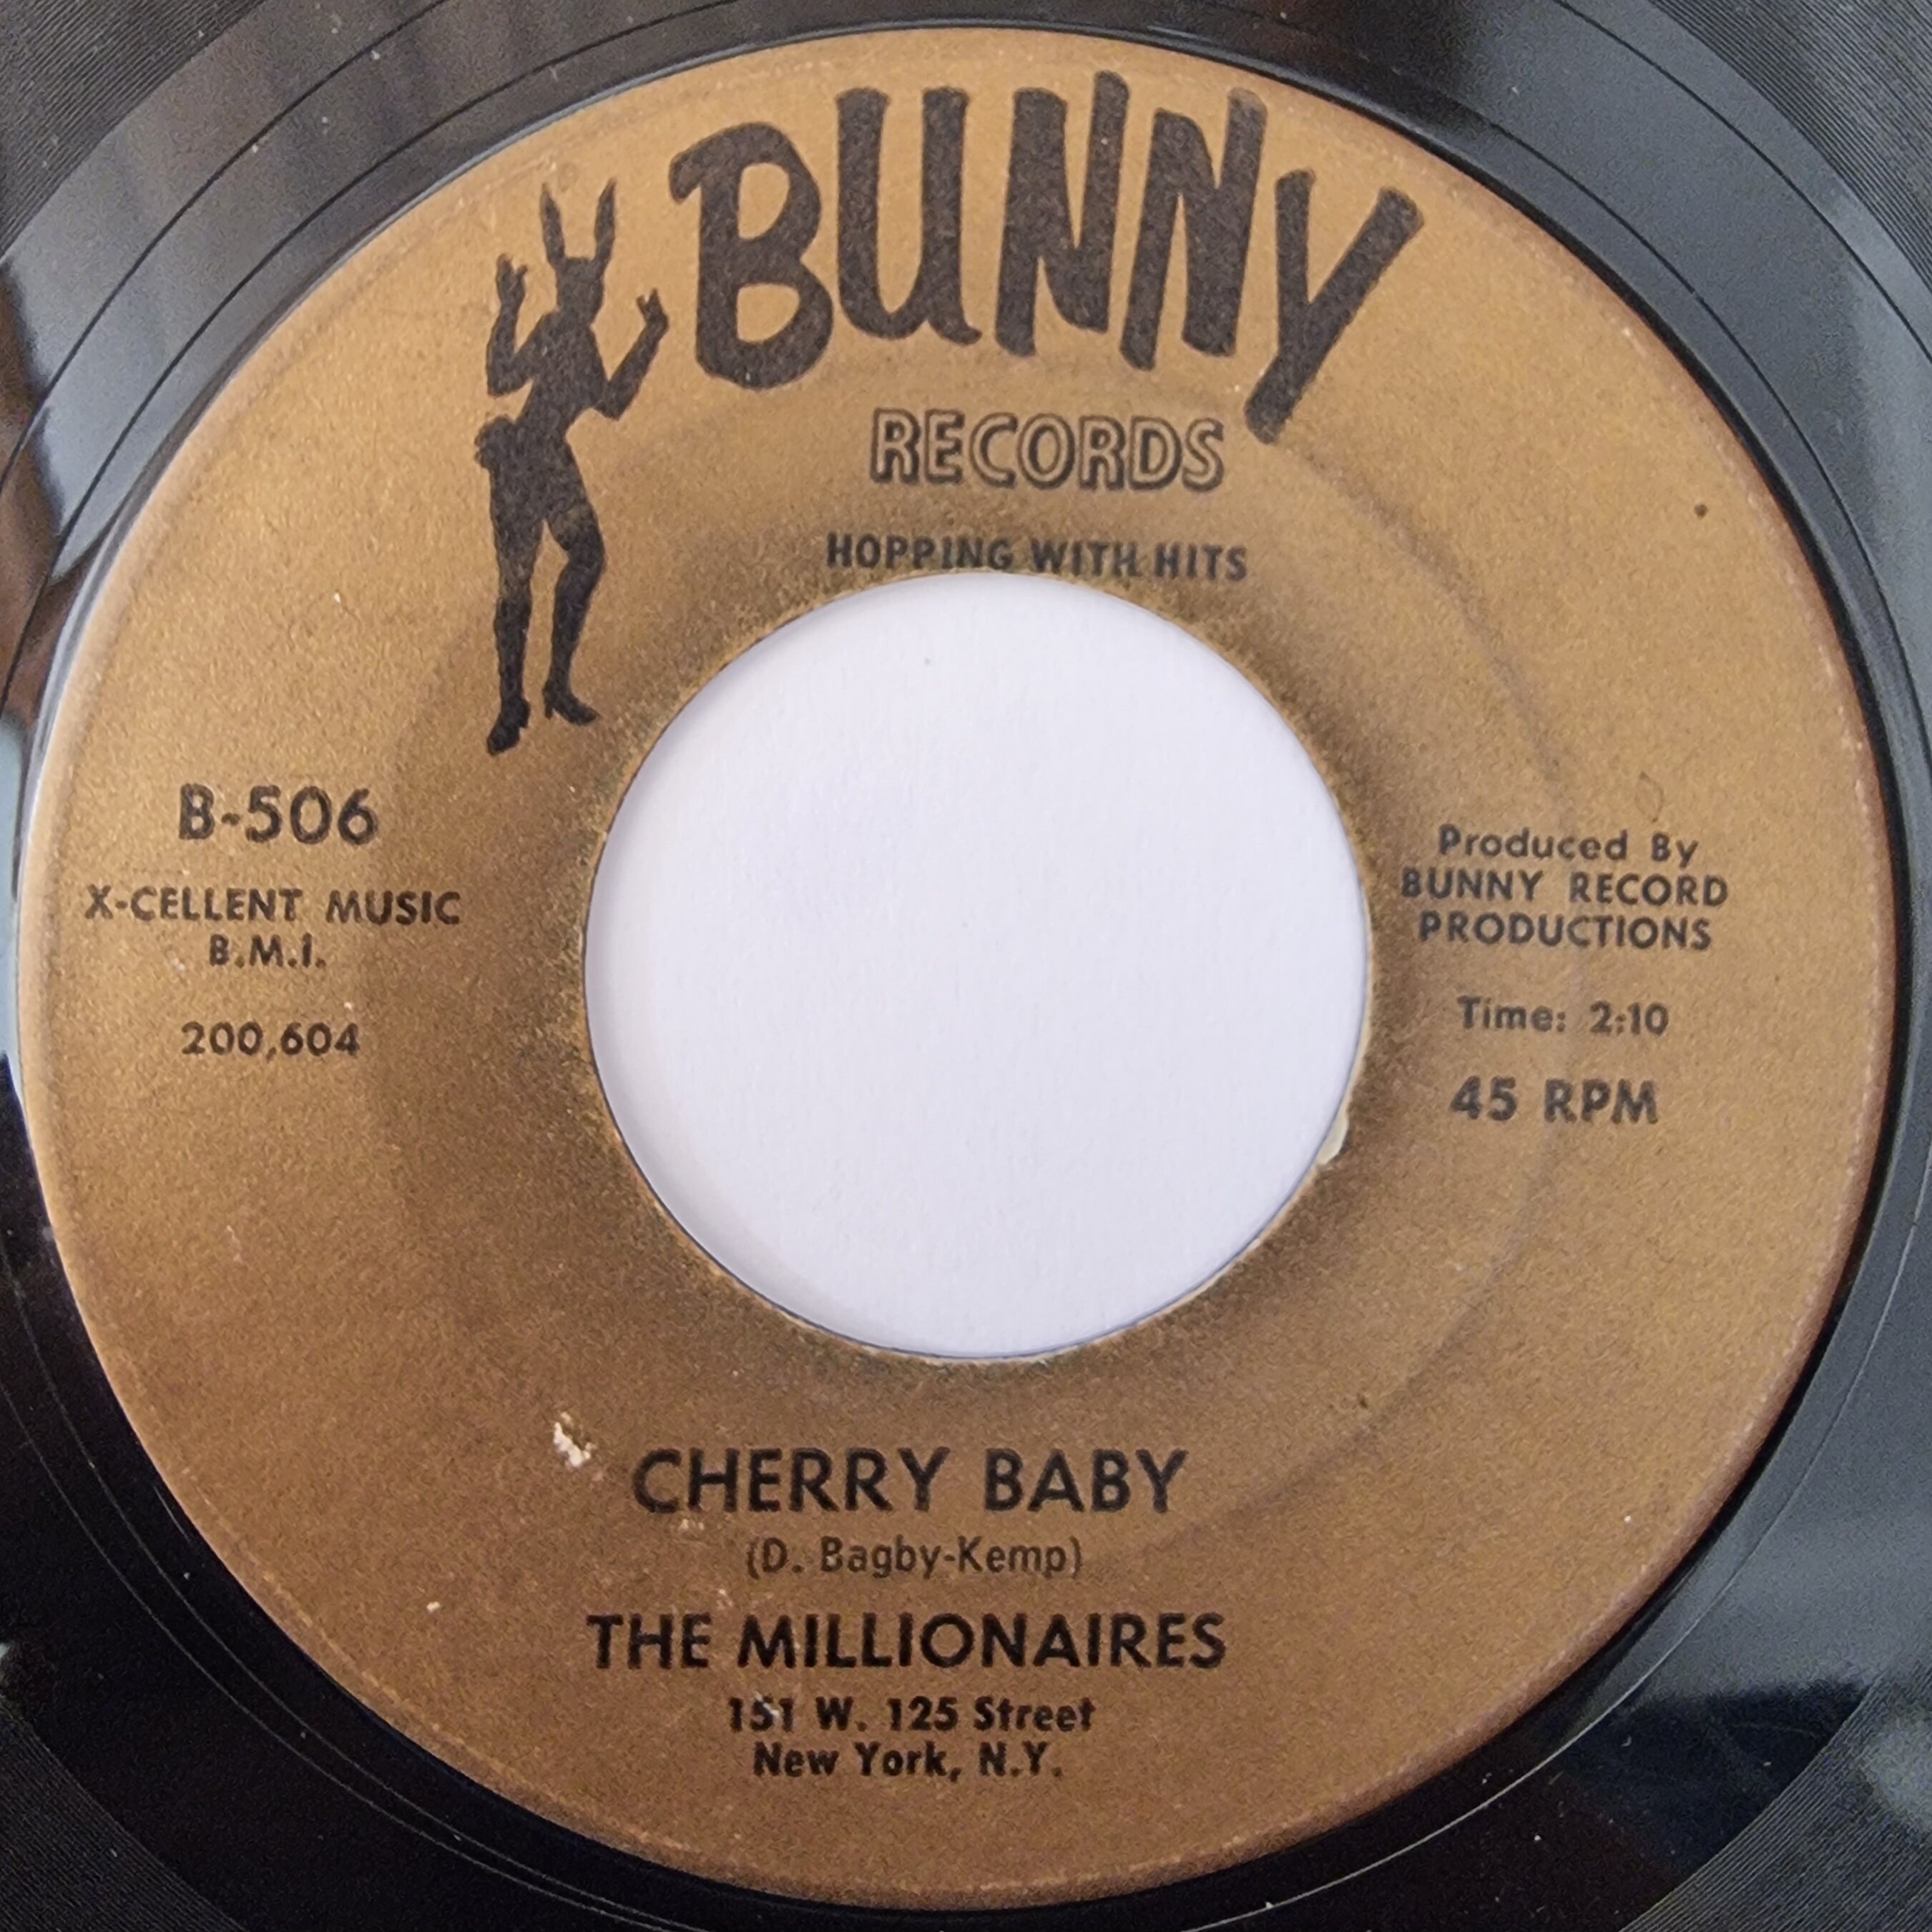 BUNNY
RECORDS
HOPPING WITH HITS
B-506
X-CELLENT MUSIC
B.M.I.
200,604
Produced By
BUNNY RECORD
PRODUCTIONS
Time: 2:10
45 RPM
CHERRY BABY
(D. Bagby-Kemp)
THE MILLIONAIRES
151 W. 125 Street
New York, N.Y.